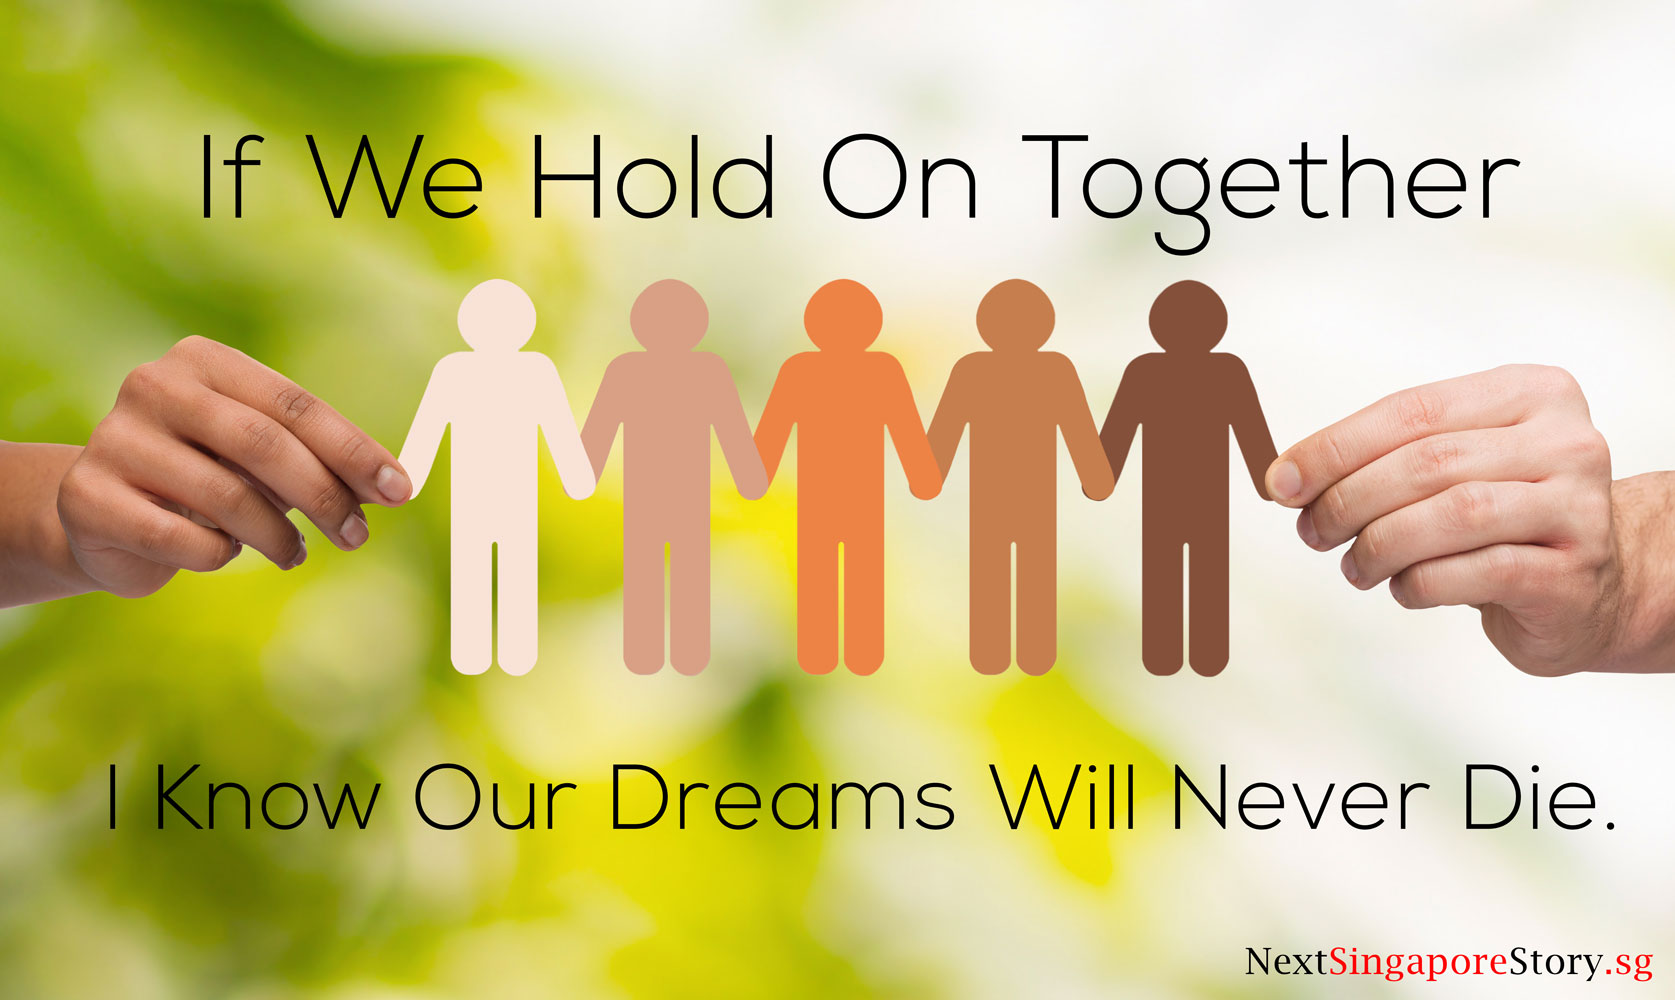 If We Hold On Together
I Know Our Dreams Will Never Die.
NextSingaporeStory.sg